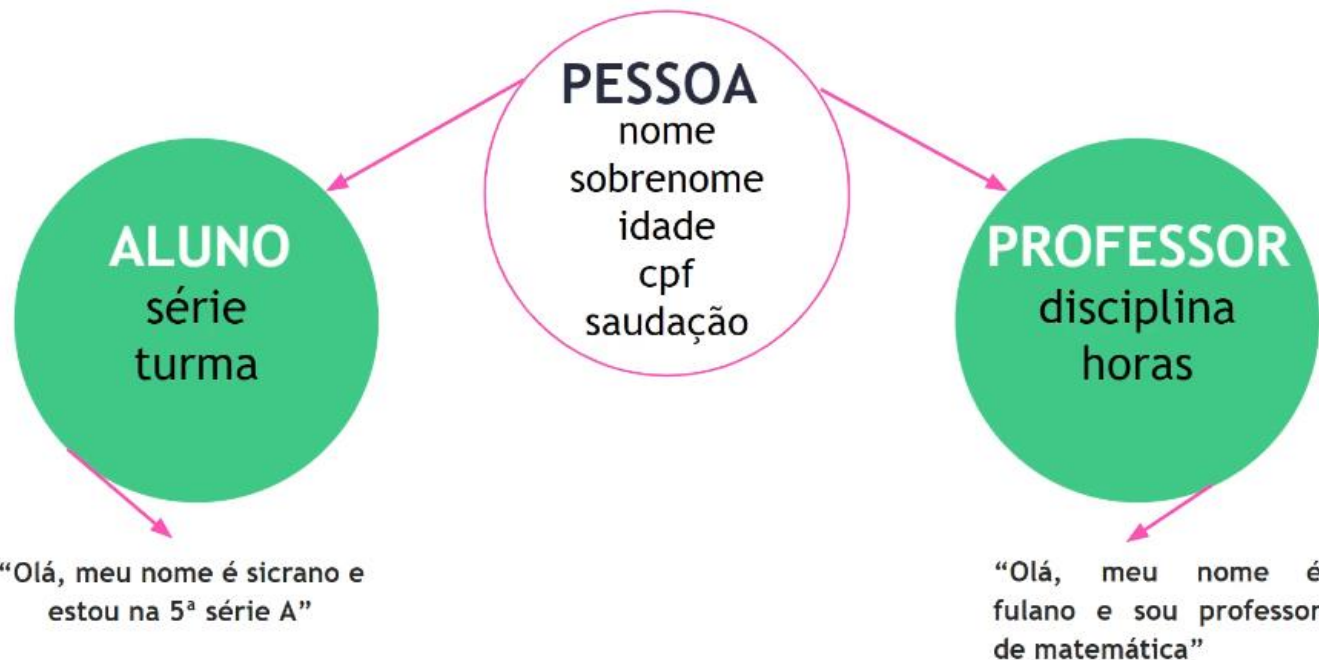 PESSOA
nome
sobrenome
idade
cpf
saudação
ALUNO
série
turma
PROFESSOR
disciplina
horas
“Olá, meu nome é sicrano e
estou na 5ª série A”
“Olá, meu nome é
fulano e sou professor
de matemática”